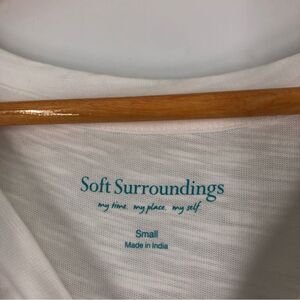 Soft Surroundings
my time. my place. my self.
Small
Made in India